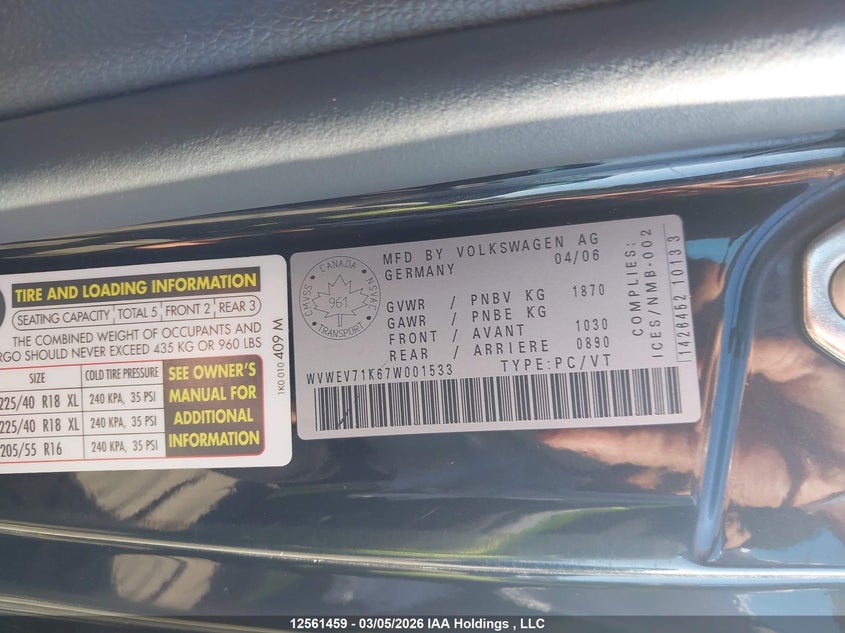 TIRE AND LOADING INFORMATION
SEATING CAPACITY TOTAL 5 FRONT 2 REAR 3
THE COMBINED WEIGHT OF OCCUPANTS AND
RGO SHOULD NEVER EXCEED 435 KG OR 960 LBS
SIZE COLD TIRE PRESSURE
225/40 R18 XL 240 KPA, 35 PSI
225/40 R18 XL 240 KPA, 35 PSI
205/55 R16 240 KPA, 35 PSI
SEE OWNER'S
MANUAL FOR
ADDITIONAL
INFORMATION
1K0 010 409 M
CANADA
CMVSS NSVAC
961
TRANSPORT
MFD BY VOLKSWAGEN AG
GERMANY 04/06
GVWR / PNBV KG 1870
GAWR / PNBE KG
FRONT / AVANT 1030
REAR / ARRIERE 0890
WVWEV71K67W001533 TYPE:PC/VT
COMPLIES:
ICES/NMB-002
1426462 10133
12561459 - 03/05/2026 IAA Holdings , LLC